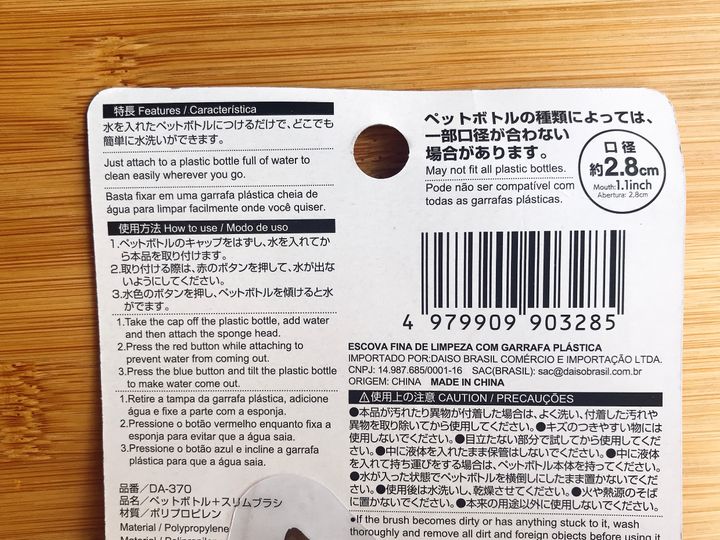 特長 Features / Característica
水を入れたペットボトルにつけるだけで、どこでも
簡単に水洗いができます。
Just attach to a plastic bottle full of water to
clean easily wherever you go.
Basta fixar em uma garrafa plástica cheia de
água para limpar facilmente onde você quiser.
使用方法 How to use / Modo de uso
1.ペットボトルのキャップをはずし、水を入れてか
ら本品を取り付けます。
2.取り付ける際は、赤のボタンを押して、水が出な
いようにしてください。
3.水色のボタンを押し、ペットボトルを傾けると水
がでます。
1.Take the cap off the plastic bottle, add water
and then attach the sponge head.
2.Press the red button while attaching to
prevent water from coming out.
3.Press the blue button and tilt the plastic bottle
to make water come out.
1.Retire a tampa da garrafa plástica, adicione
água e fixe a parte com a esponja.
2.Pressione o botão vermelho enquanto fixa a
esponja para evitar que a água saia.
3.Pressione o botão azul e incline a garrafa
plástica para que a água saia.
品番/DA-370
品名/ペットボトル+スリムブラシ
材質/ポリプロピレン
Material / Polypropylene
ペットボトルの種類によっては、
一部口径が合わない
場合があります。
May not fit all plastic bottles.
Pode não ser compatível com
todas as garrafas plásticas.
口径
約2.8cm
Mouth:1.1inch
Abertura: 2,8cm
4 979909 903285
ESCOVA FINA DE LIMPEZA COM GARRAFA PLÁSTICA
IMPORTADO POR:DAISO BRASIL COMÉRCIO E IMPORTAÇÃO LTDA.
CNPJ: 14.987.685/0001-16 SAC(BRASIL): sac@daisobrasil.com.br
ORIGEM: CHINA MADE IN CHINA
⚠使用上の注意 CAUTION / PRECAUÇÕES
●本品が汚れたり異物が付着した場合は、よく洗い、付着した汚れや
異物を取り除いてから使用してください。●キズのつきやすい物には
使用しないでください。●目立たない部分で試してから使用してくださ
い。●中に液体を入れたまま保管はしないでください。●中に液体
を入れて持ち運びをする場合は、ペットボトル本体を持ってください。
●水が入った状態でペットボトルを横倒しにしたまま置かないでくだ
さい。●使用後は水洗いし、乾燥させてください。●火や熱源のそば
に置かないでください。●本来の用途以外に使用しないでください。
●If the brush becomes dirty or has anything stuck to it, wash
thoroughly and remove all dirt and foreign objects before using it